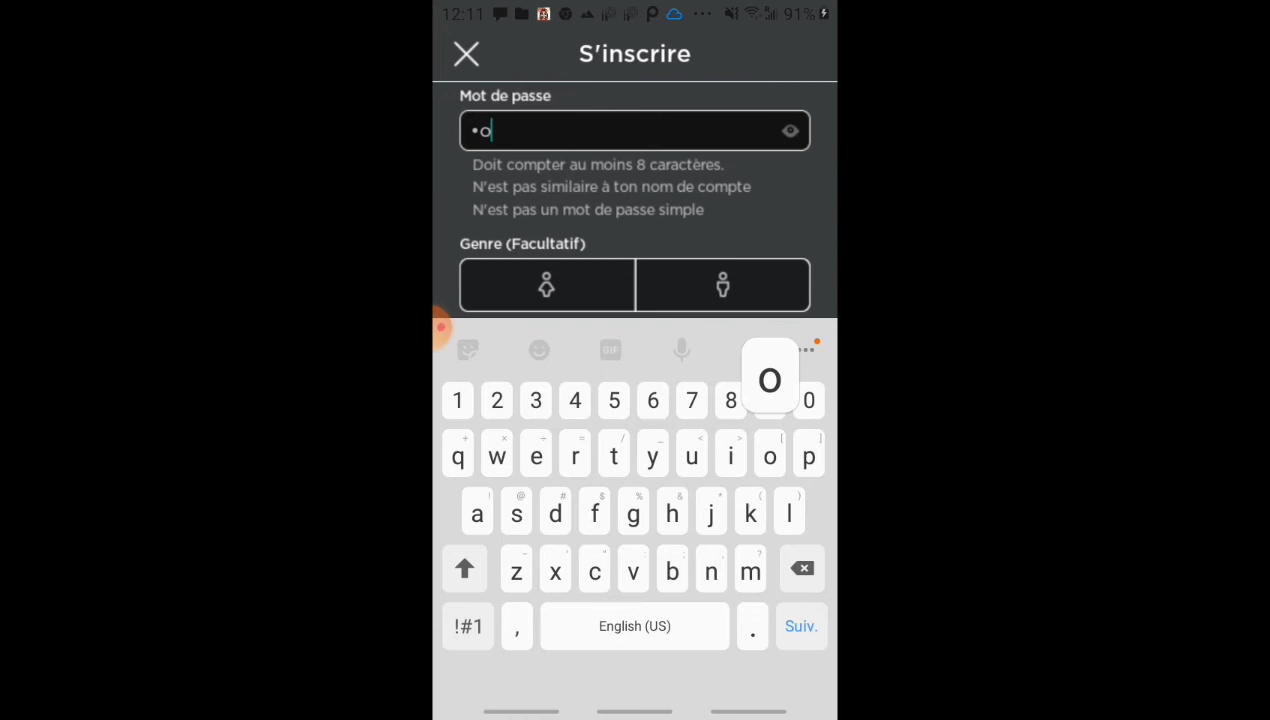 12:11 91%
S'inscrire
Mot de passe
•o
Doit compter au moins 8 caractères.
N'est pas similaire à ton nom de compte
N'est pas un mot de passe simple
Genre (Facultatif)
GIF
o
1 2 3 4 5 6 7 8 0
+ × ÷ = / _ < > [ ]
q w e r t y u i o p
! @ # $ % & * ( )
a s d f g h j k l
- ' " : ; , ?
z x c v b n m
!#1 , English (US) . Suiv.